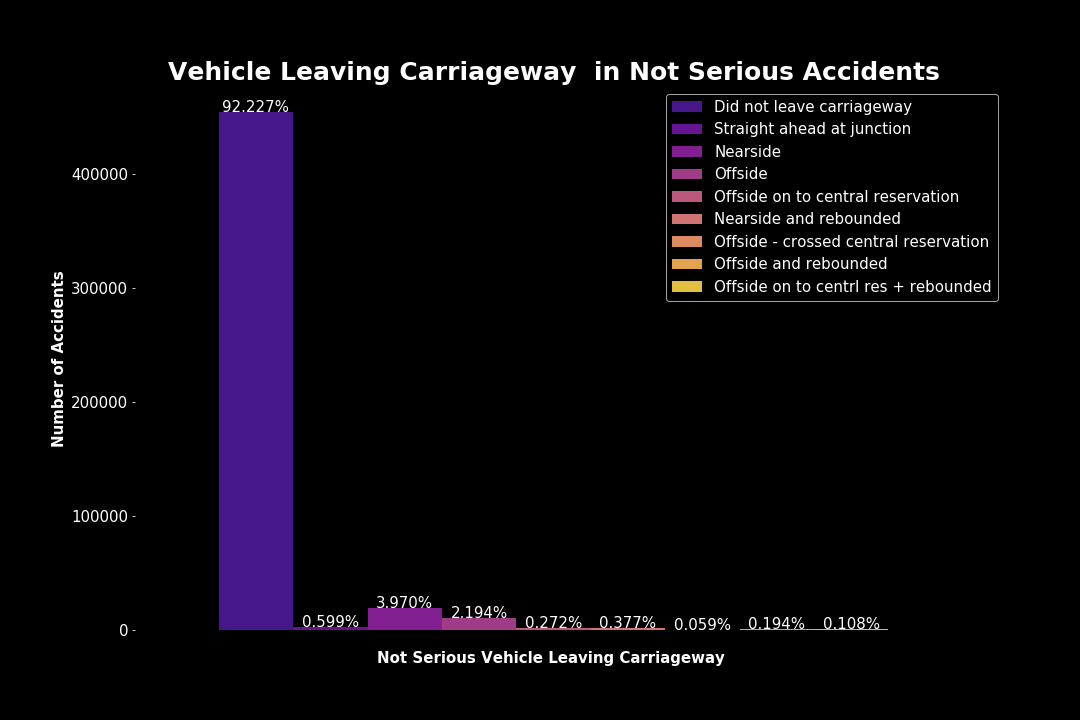 Vehicle Leaving Carriageway  in Not Serious Accidents
92.227%
Did not leave carriageway
Straight ahead at junction
Nearside
Offside
Offside on to central reservation
Nearside and rebounded
Offside - crossed central reservation
Offside and rebounded
Offside on to centrl res + rebounded
400000
300000
200000
100000
0
Number of Accidents
0.599%
3.970%
2.194%
0.272%
0.377%
0.059%
0.194%
0.108%
Not Serious Vehicle Leaving Carriageway